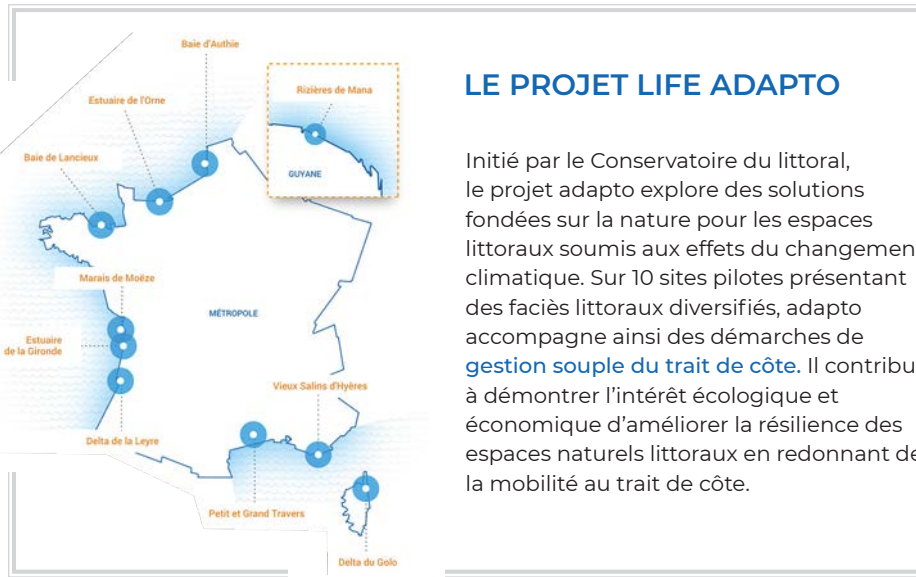 Baie d'Authie
Estuaire de l'Orne
Rizières de Mana
Baie de Lancieux
GUYANE
Marais de Moëze
MÉTROPOLE
Estuaire
de la Gironde
Vieux Salins d'Hyères
Delta de la Leyre
Petit et Grand Travers
Delta du Golo
LE PROJET LIFE ADAPTO
Initié par le Conservatoire du littoral,
le projet adapto explore des solutions
fondées sur la nature pour les espaces
littoraux soumis aux effets du changemen
climatique. Sur 10 sites pilotes présentant
des faciès littoraux diversifiés, adapto
accompagne ainsi des démarches de
gestion souple du trait de côte. Il contribu
à démontrer l'intérêt écologique et
économique d'améliorer la résilience des
espaces naturels littoraux en redonnant de
la mobilité au trait de côte.